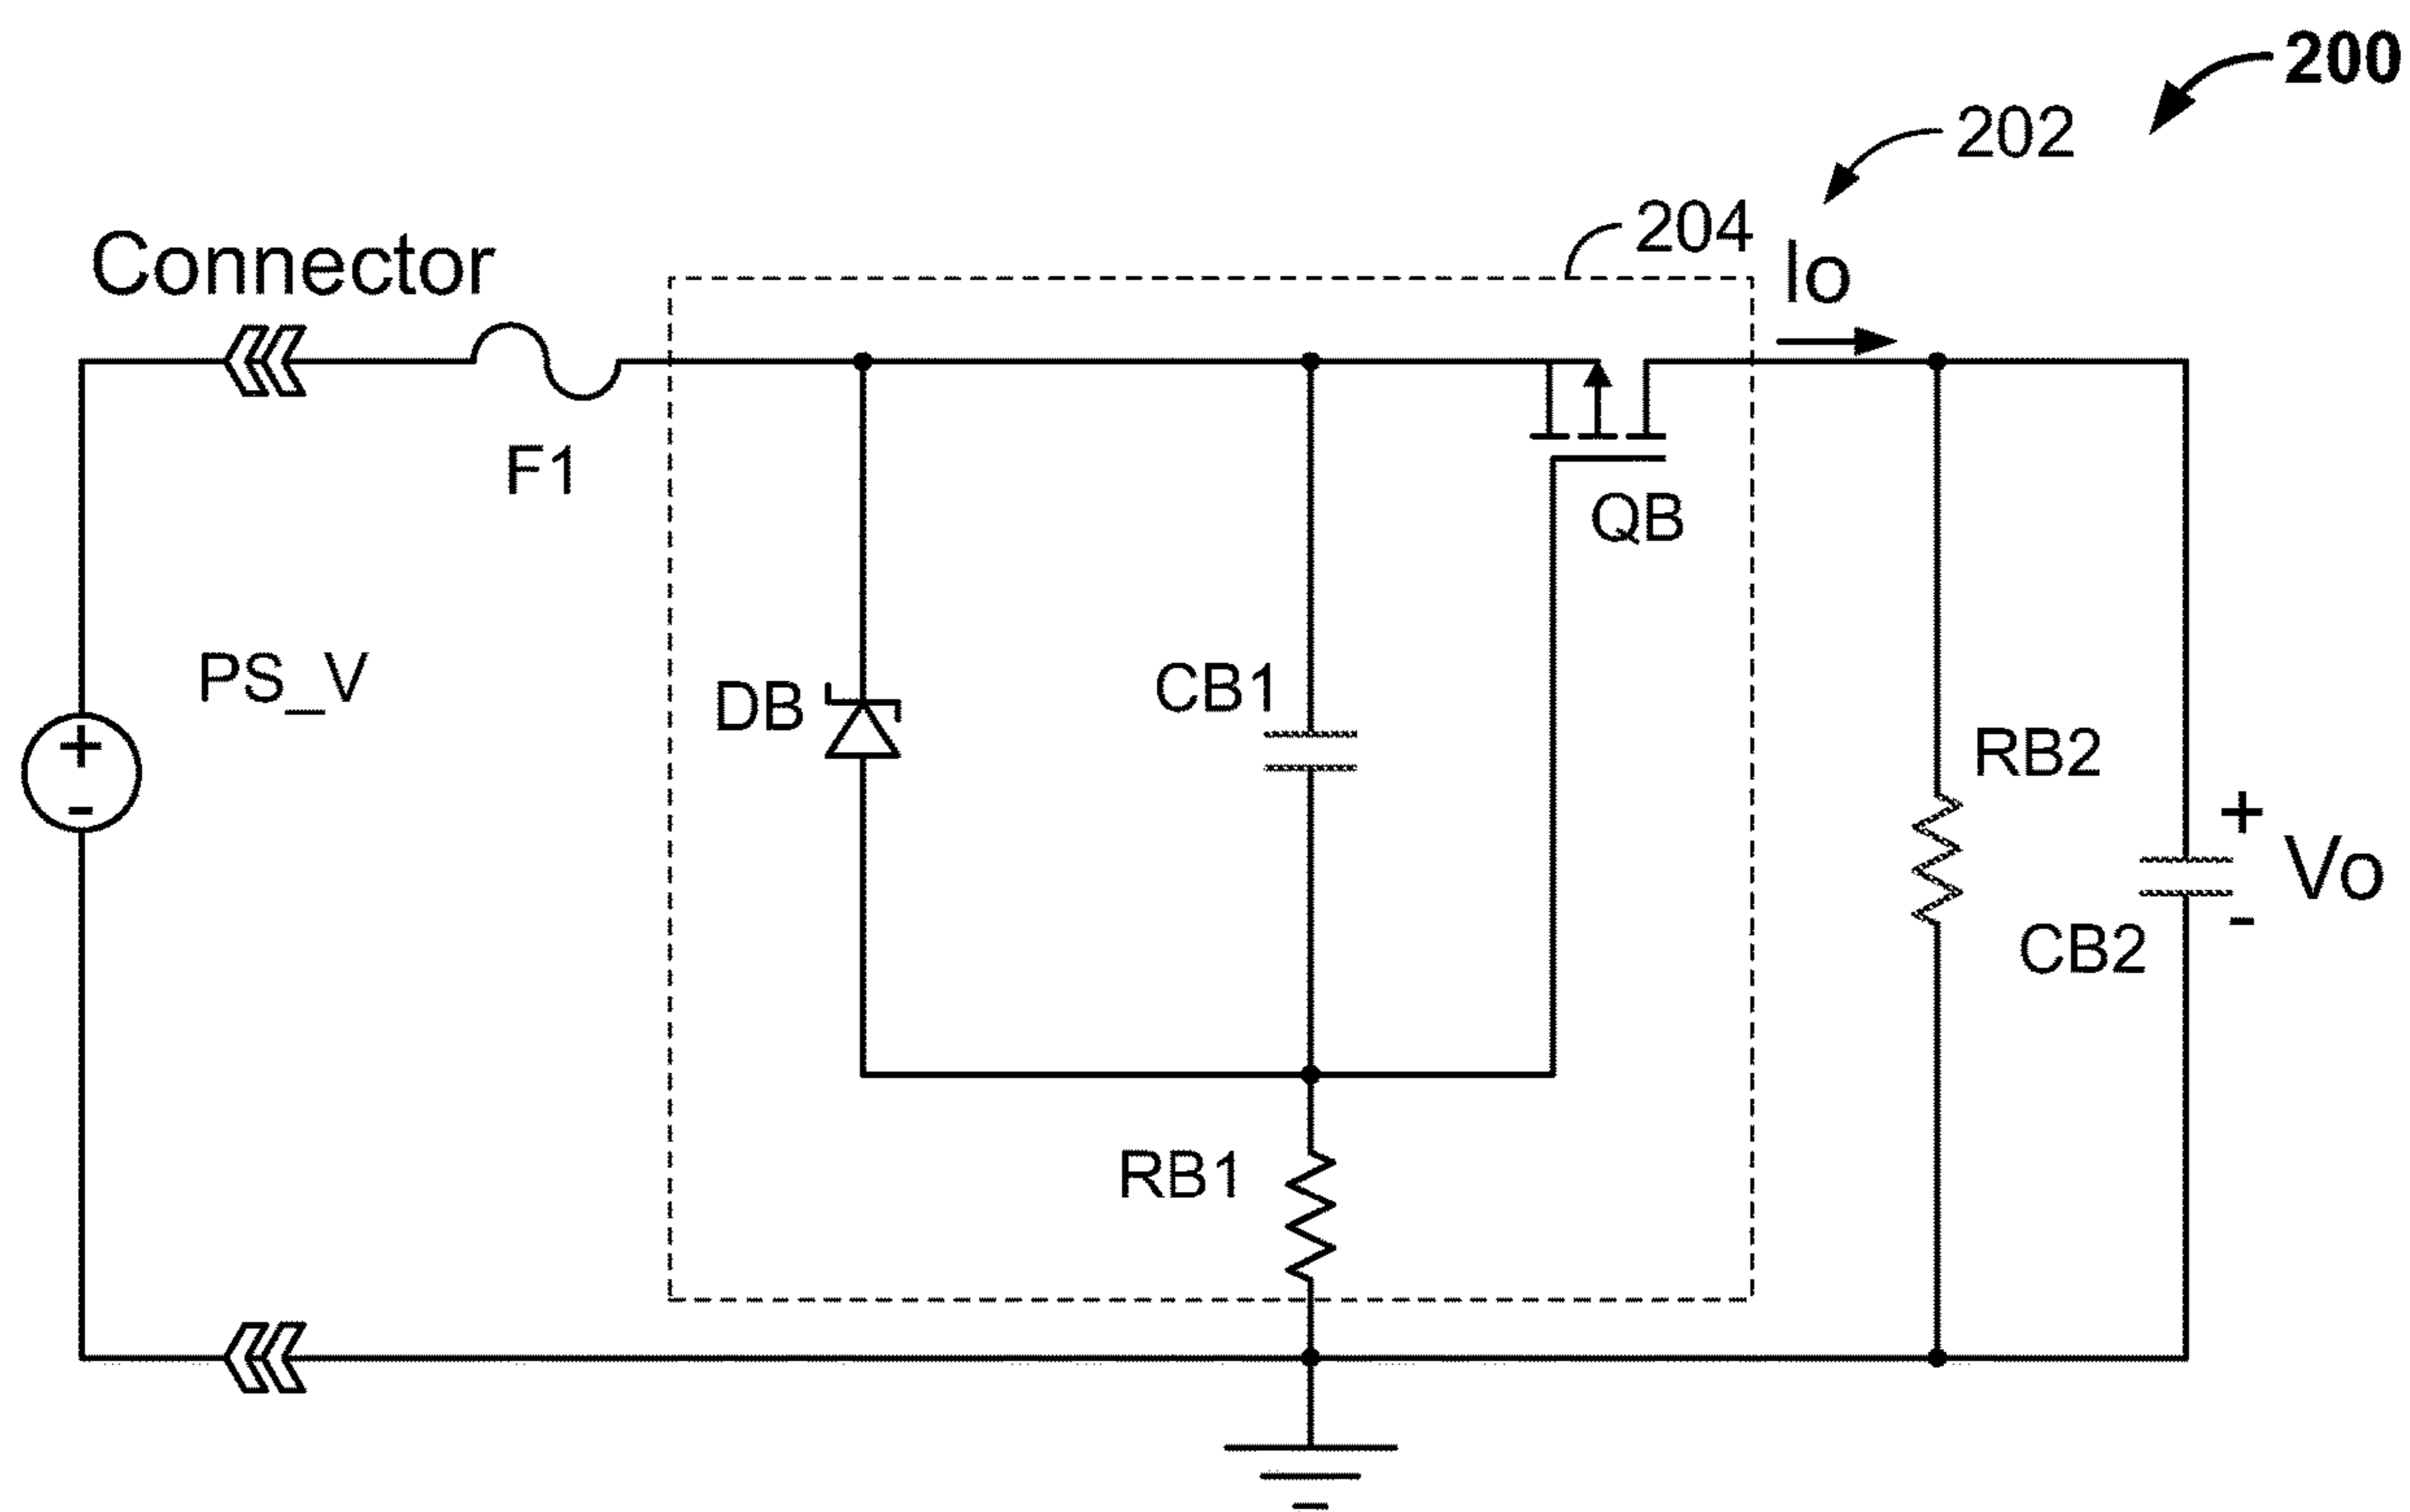 200
202
204
Connector
Io
F1
QB
PS_V
DB
CB1
RB2
+
-
+
Vo
-
CB2
RB1